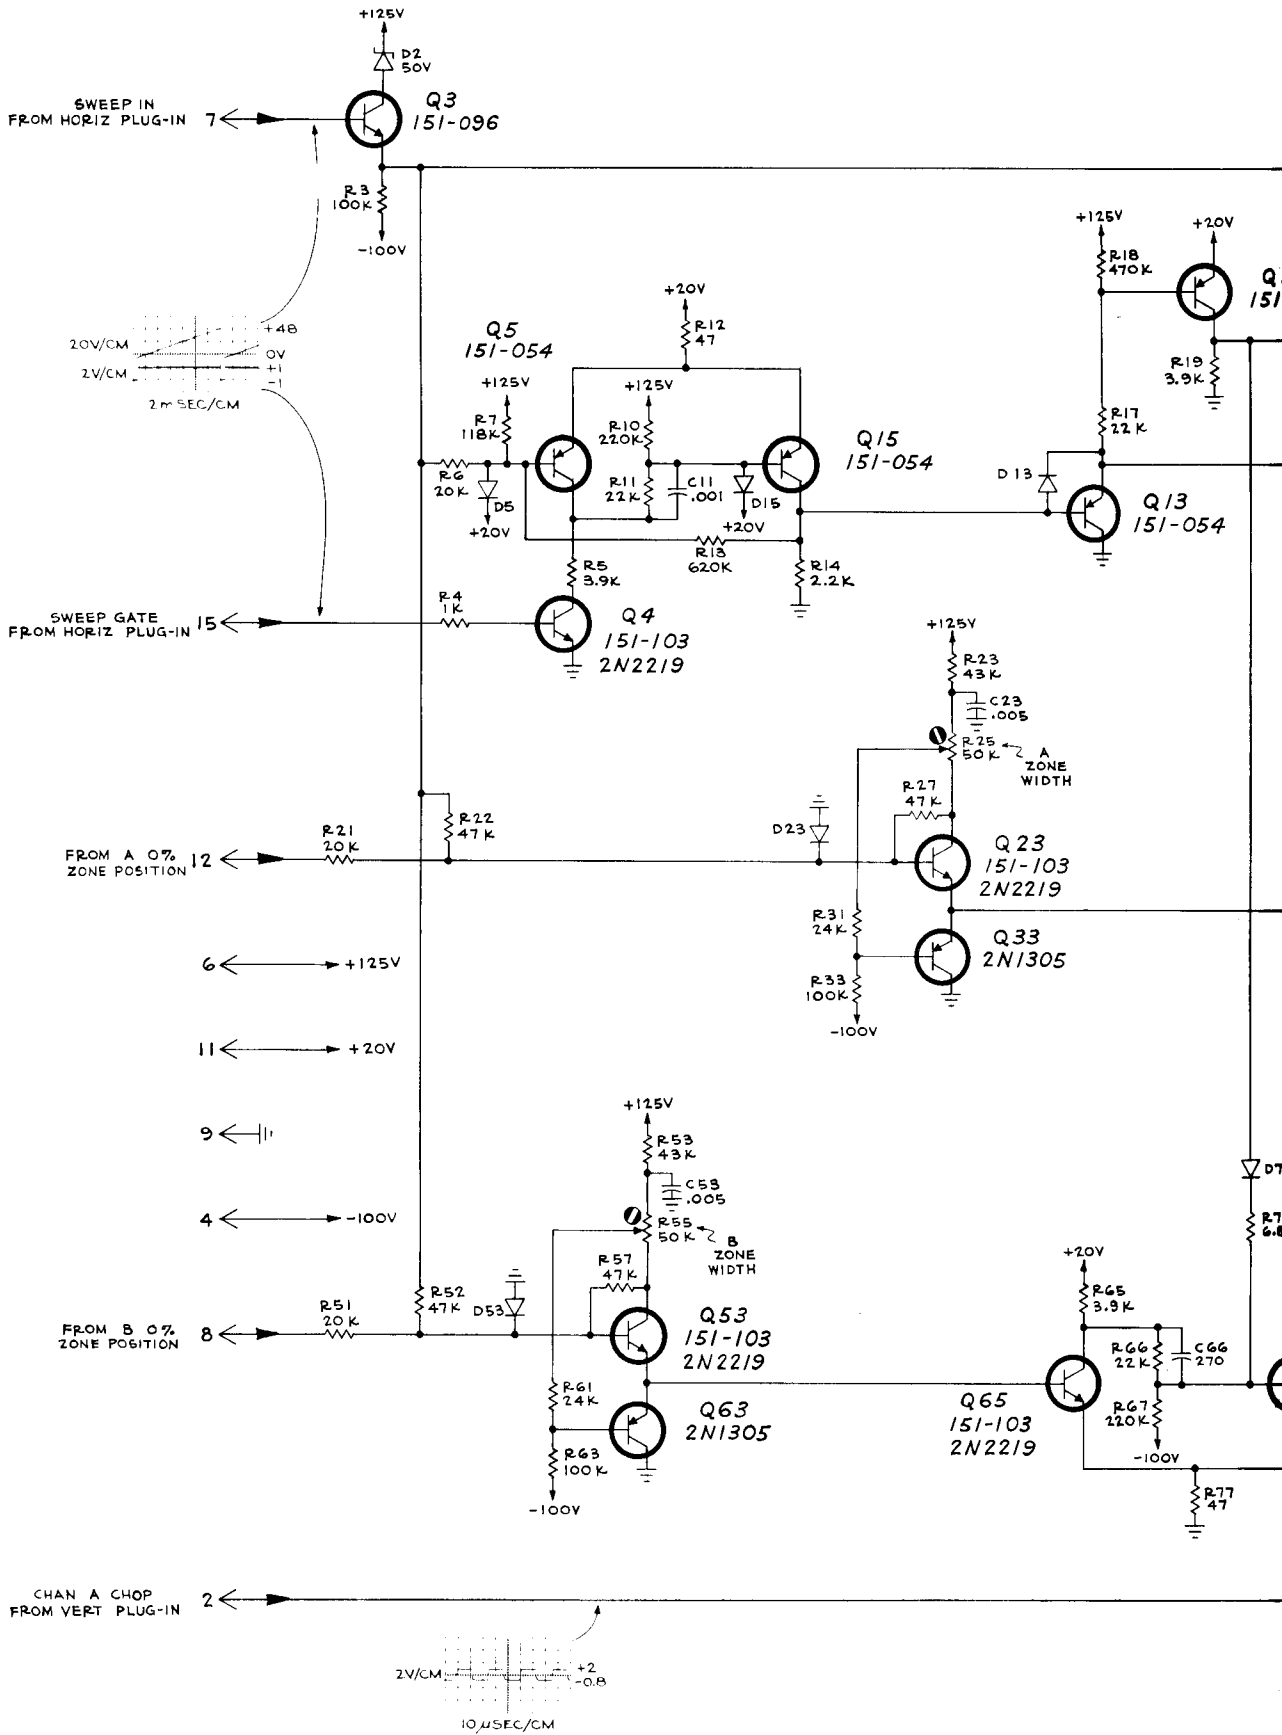 +125V
D2
50V
SWEEP IN
FROM HORIZ PLUG-IN
7
Q3
151-096
R3
100K
-100V
+125V
+20V
R18
470K
Q
151
20V/CM
+48
0V
2V/CM
+1
-1
2mSEC/CM
Q5
151-054
+20V
R12
47
R19
3.9K
+125V
+125V
R7
118K
R10
220K
R17
22K
Q15
151-054
R6
20K
D5
+20V
R11
22K
C11
.001
D15
+20V
D13
Q13
151-054
R13
620K
R5
3.9K
R14
2.2K
SWEEP GATE
FROM HORIZ PLUG-IN
15
R4
1K
Q4
151-103
2N2219
+125V
R23
43K
C23
.005
R25
50K
A
ZONE
WIDTH
R22
47K
R27
47K
D23
R21
20K
FROM A 0%
ZONE POSITION
12
Q23
151-103
2N2219
R31
24K
Q33
2N1305
R33
100K
-100V
6
+125V
11
+20V
9
4
-100V
+125V
R53
43K
C53
.005
R55
50K
B
ZONE
WIDTH
D7
R7
6.8
R57
47K
R52
47K
D53
R51
20K
FROM B 0%
ZONE POSITION
8
Q53
151-103
2N2219
+20V
R65
3.9K
R66
22K
C66
270
R61
24K
Q63
2N1305
R63
100K
-100V
Q65
151-103
2N2219
R67
220K
-100V
R77
47
CHAN A CHOP
FROM VERT PLUG-IN
2
2V/CM
+2
-0.8
10µSEC/CM